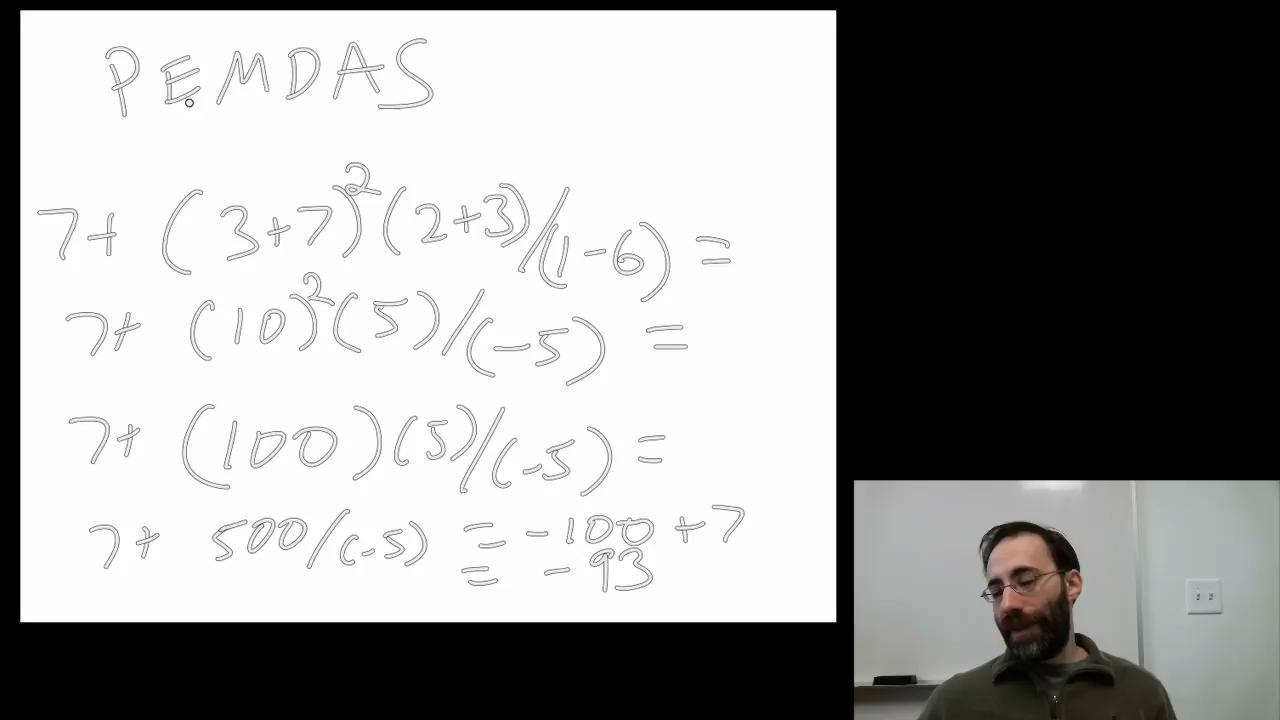 PEMDAS
7+ (3+7)²(2+3)/(1-6) =
7+ (10)²(5)/(-5) =
7+ (100)(5)/(-5) =
7+ 500/(-5) = -100 +7
= -93